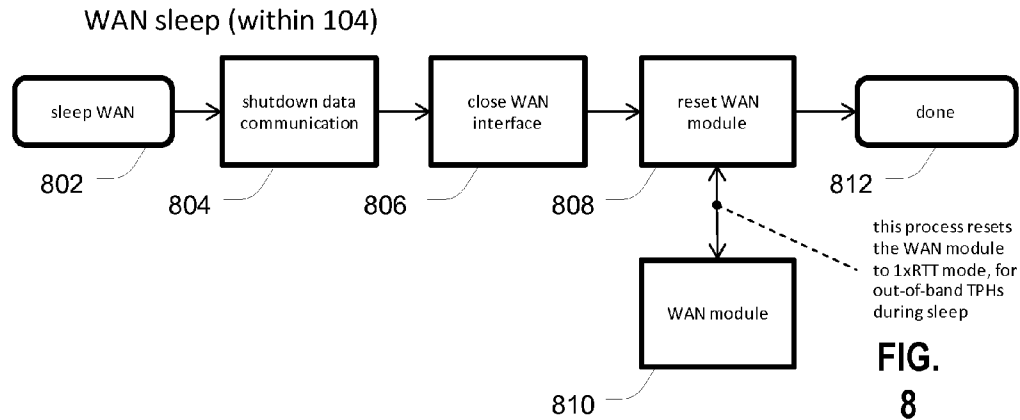 WAN sleep (within 104)
sleep WAN
shutdown data
communication
close WAN
interface
reset WAN
module
done
802
804
806
808
812
this process resets
the WAN module
to 1xRTT mode, for
out-of-band TPHs
during sleep
WAN module
810
FIG.
8